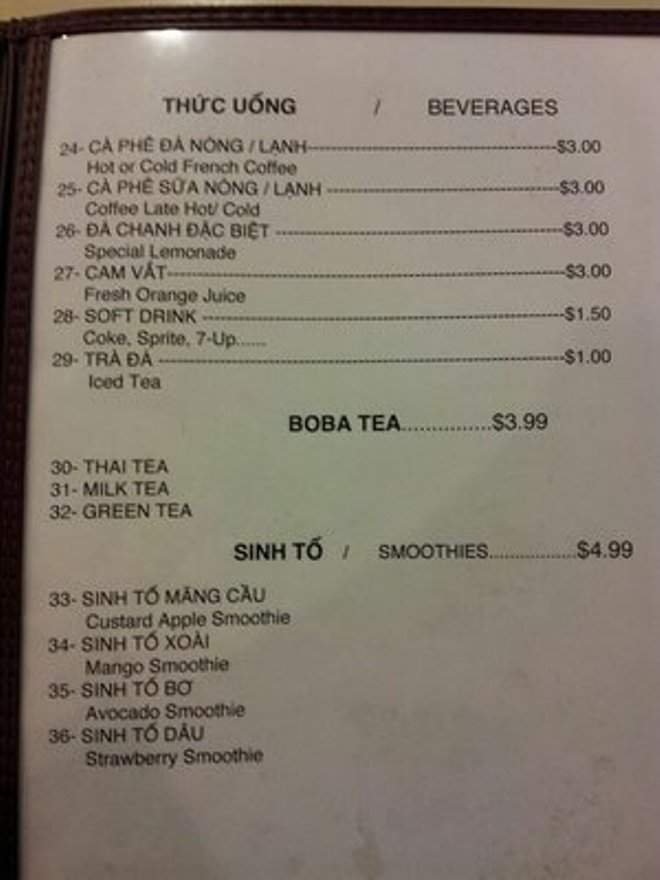 THỨC UỐNG / BEVERAGES
24- CÀ PHÊ ĐÁ NÓNG / LẠNH----------------------------------------$3.00
Hot or Cold French Coffee
25- CÀ PHÊ SỮA NÓNG / LẠNH -------------------------------------$3.00
Coffee Late Hot/ Cold
26- ĐÁ CHANH ĐẶC BIỆT ----------------------------------------------$3.00
Special Lemonade
27- CAM VẮT----------------------------------------------------------------$3.00
Fresh Orange Juice
28- SOFT DRINK ----------------------------------------------------------$1.50
Coke, Sprite, 7-Up......
29- TRÀ ĐÁ -----------------------------------------------------------------$1.00
Iced Tea
BOBA TEA...............$3.99
30- THAI TEA
31- MILK TEA
32- GREEN TEA
SINH TỐ / SMOOTHIES................$4.99
33- SINH TỐ MÃNG CẦU
Custard Apple Smoothie
34- SINH TỐ XOÀI
Mango Smoothie
35- SINH TỐ BƠ
Avocado Smoothie
36- SINH TỐ DÂU
Strawberry Smoothie